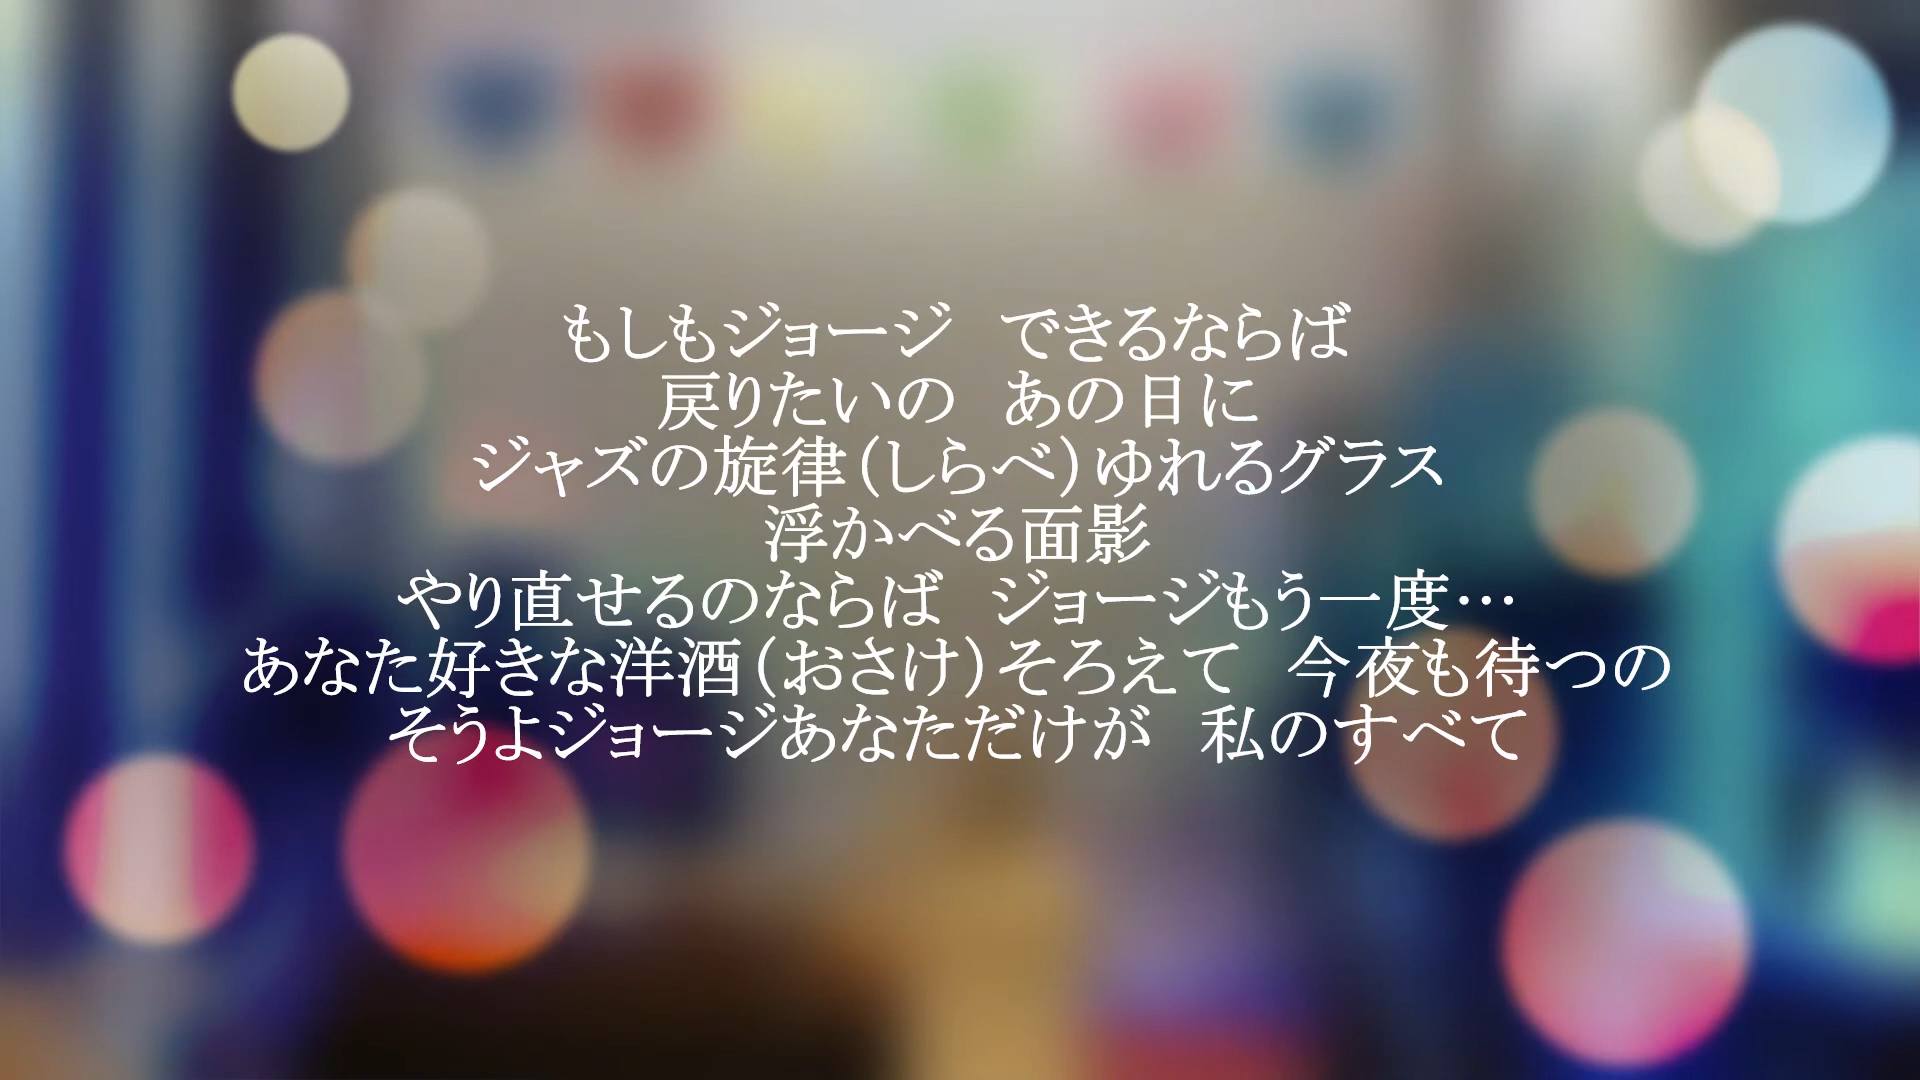 もしもジョージ　できるならば
戻りたいの　あの日に
ジャズの旋律（しらべ）ゆれるグラス
浮かべる面影
やり直せるのならば　ジョージもう一度…
あなた好きな洋酒（おさけ）そろえて　今夜も待つの
そうよジョージあなただけが　私のすべて